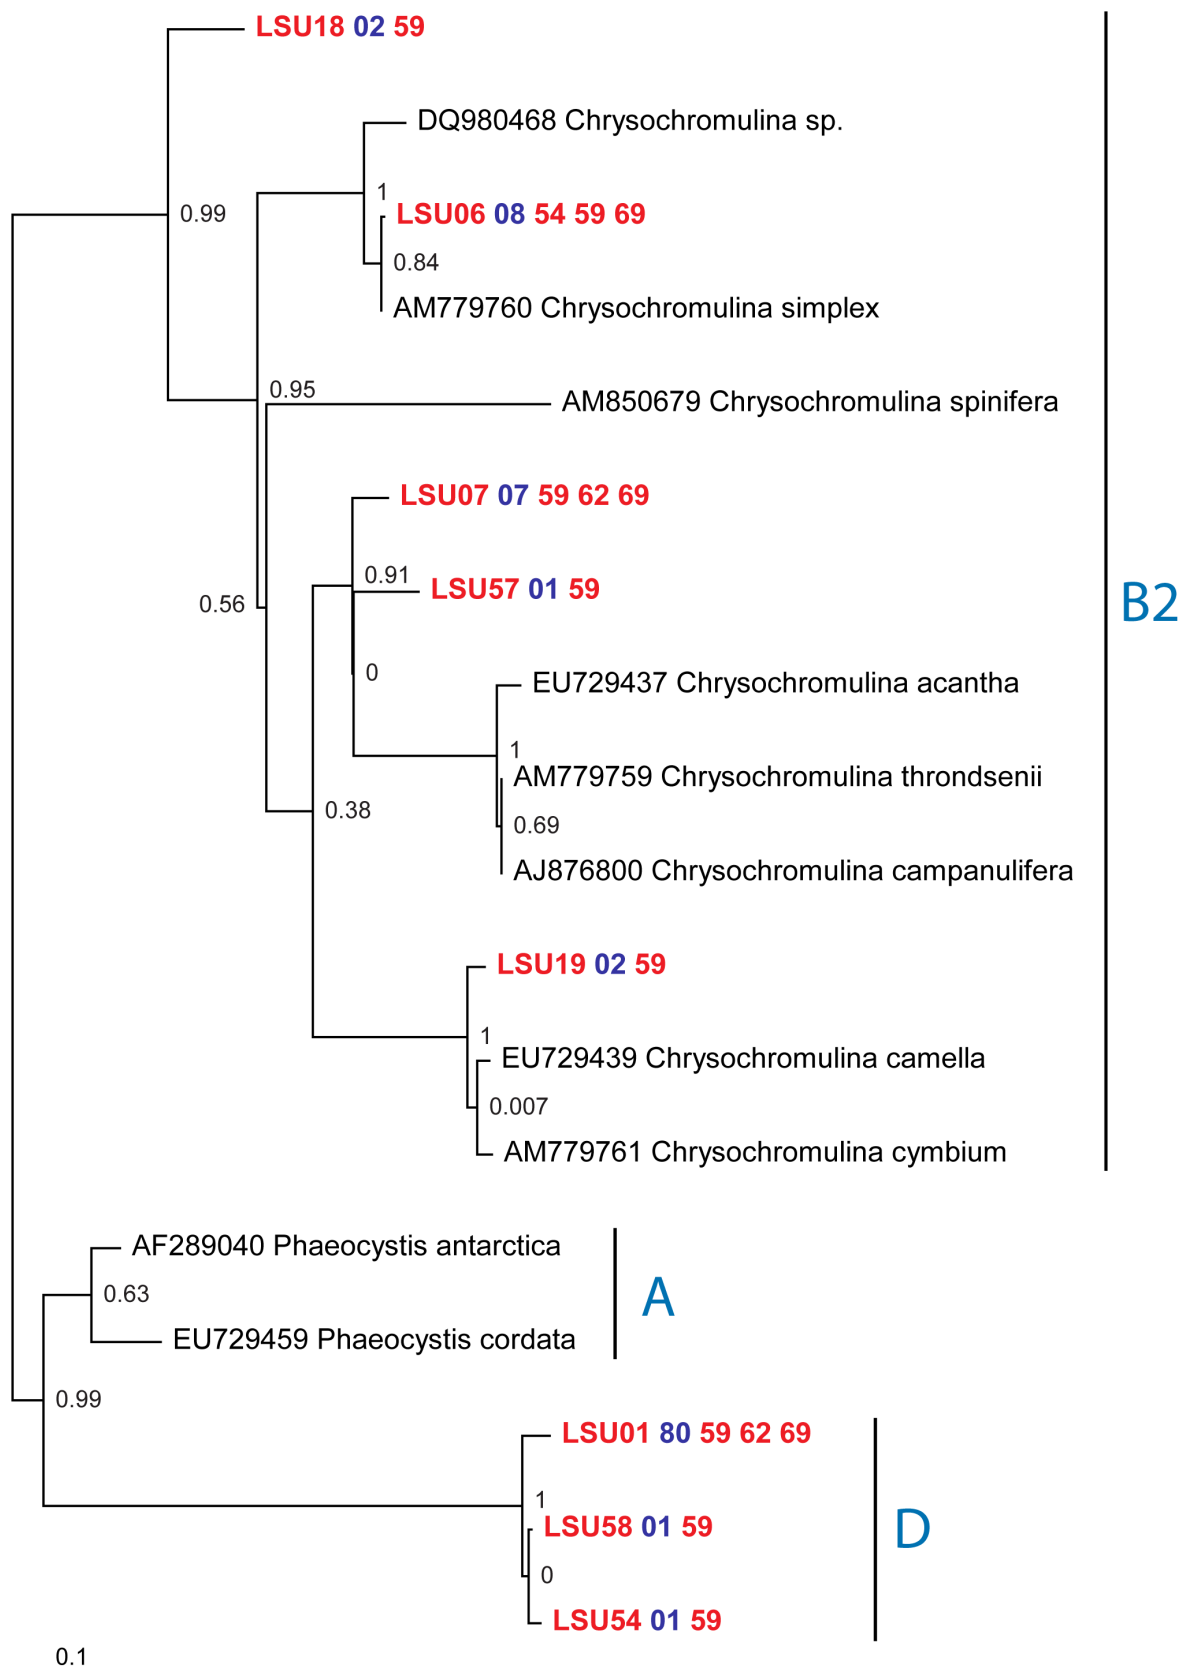 LSU18 02 59
DQ980468 Chrysochromulina sp.
1
LSU06 08 54 59 69
0.99
0.84
AM779760 Chrysochromulina simplex
0.95
AM850679 Chrysochromulina spinifera
LSU07 07 59 62 69
0.91
LSU57 01 59
0.56
B2
0
EU729437 Chrysochromulina acantha
1
AM779759 Chrysochromulina throndsenii
0.38
0.69
AJ876800 Chrysochromulina campanulifera
LSU19 02 59
1
EU729439 Chrysochromulina camella
0.007
AM779761 Chrysochromulina cymbium
AF289040 Phaeocystis antarctica
0.63
A
EU729459 Phaeocystis cordata
0.99
LSU01 80 59 62 69
1
LSU58 01 59
D
0
LSU54 01 59
0.1